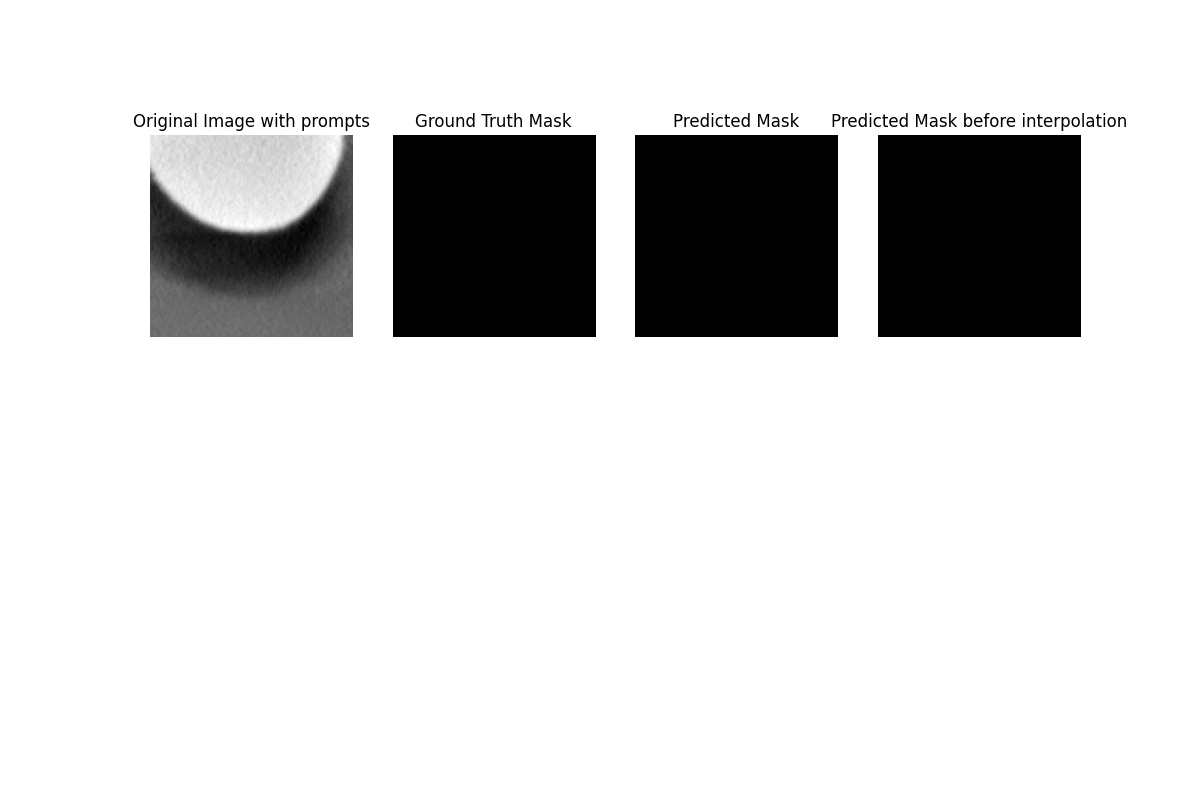 Original Image with prompts
Ground Truth Mask
Predicted Mask
Predicted Mask before interpolation